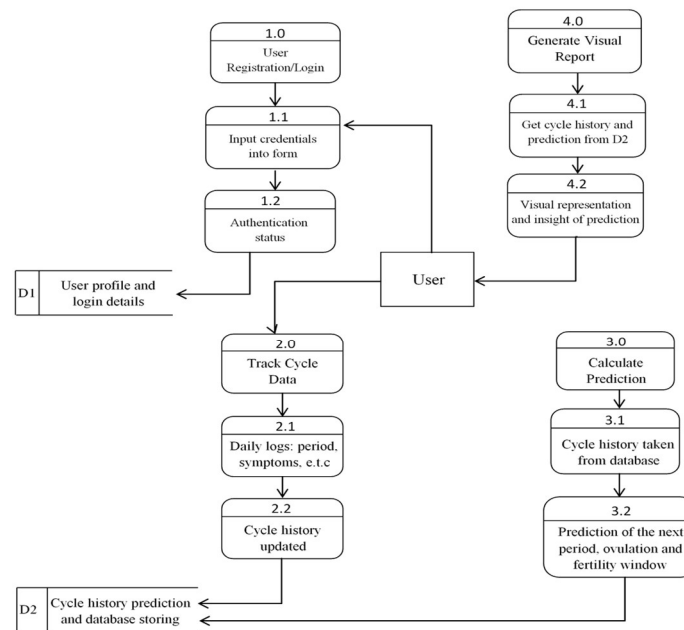 1.0
User
Registration/Login
1.1
Input credentials
into form
1.2
Authentication
status
D1
User profile and
login details
4.0
Generate Visual
Report
4.1
Get cycle history and
prediction from D2
4.2
Visual representation
and insight of prediction
User
2.0
Track Cycle
Data
2.1
Daily logs: period,
symptoms, e.t.c
2.2
Cycle history
updated
D2
Cycle history prediction
and database storing
3.0
Calculate
Prediction
3.1
Cycle history taken
from database
3.2
Prediction of the next
period, ovulation and
fertility window